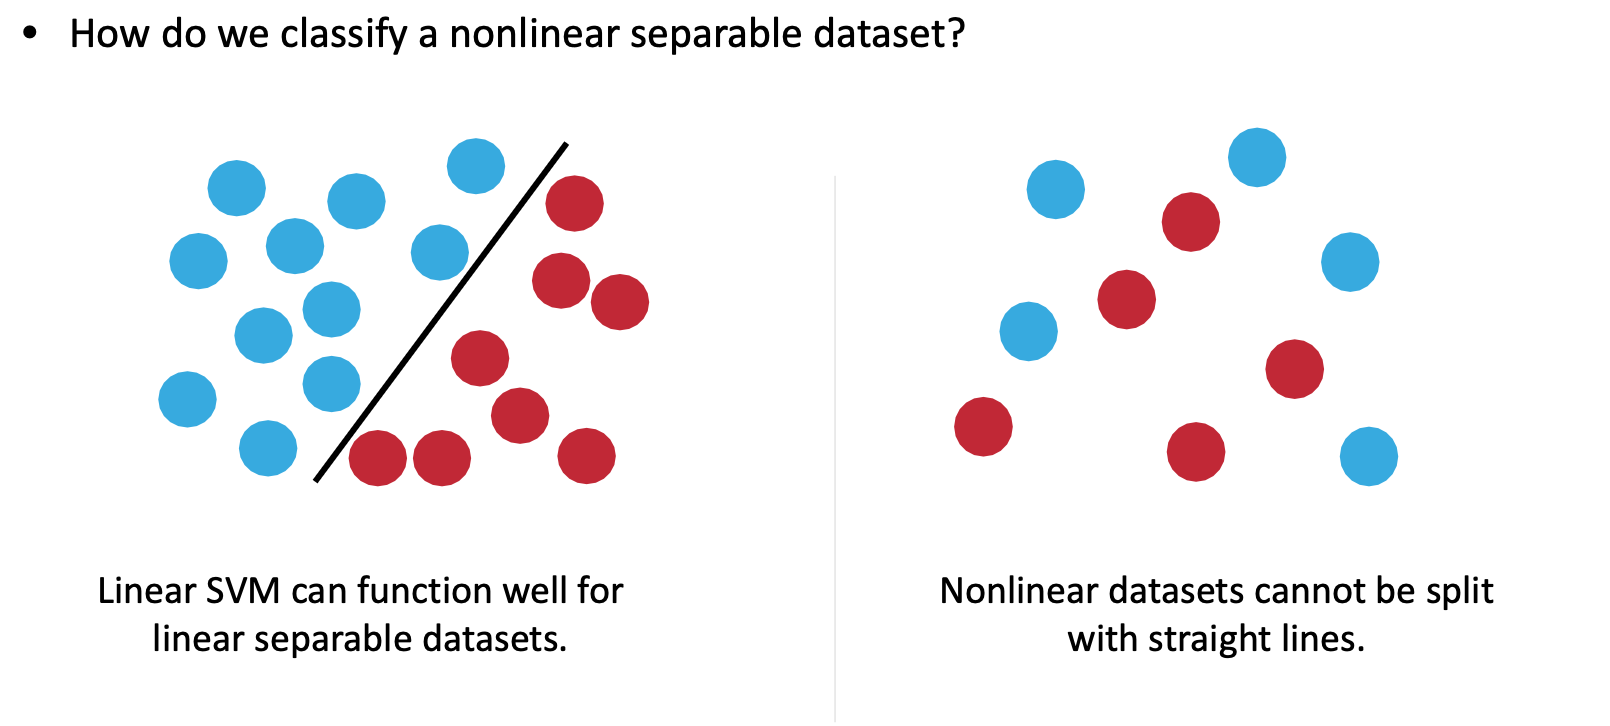 • How do we classify a nonlinear separable dataset?
Linear SVM can function well for
linear separable datasets.
Nonlinear datasets cannot be split
with straight lines.